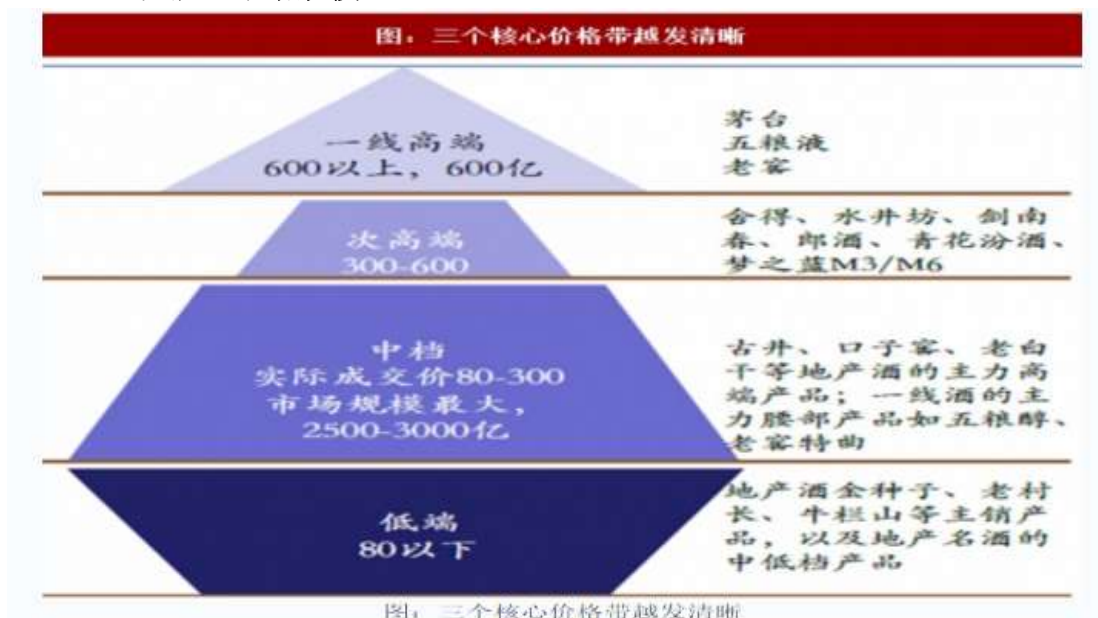 图：三个核心价格带越发清晰
一线高端
600以上，600亿
茅台
五粮液
老窖
次高端
300-600
舍得、水井坊、剑南
春、郎酒、青花汾酒、
梦之蓝M3/M6
中档
实际成交价80-300
市场规模最大，
2500-3000亿
古井、口子窖、老白
干等地产酒的主力高
端产品；一线酒的主
力腰部产品如五粮醇、
老窖特曲
低端
80以下
地产酒金种子、老村
长、牛栏山等主销产
品，以及地产名酒的
中低档产品
图：三个核心价格带越发清晰